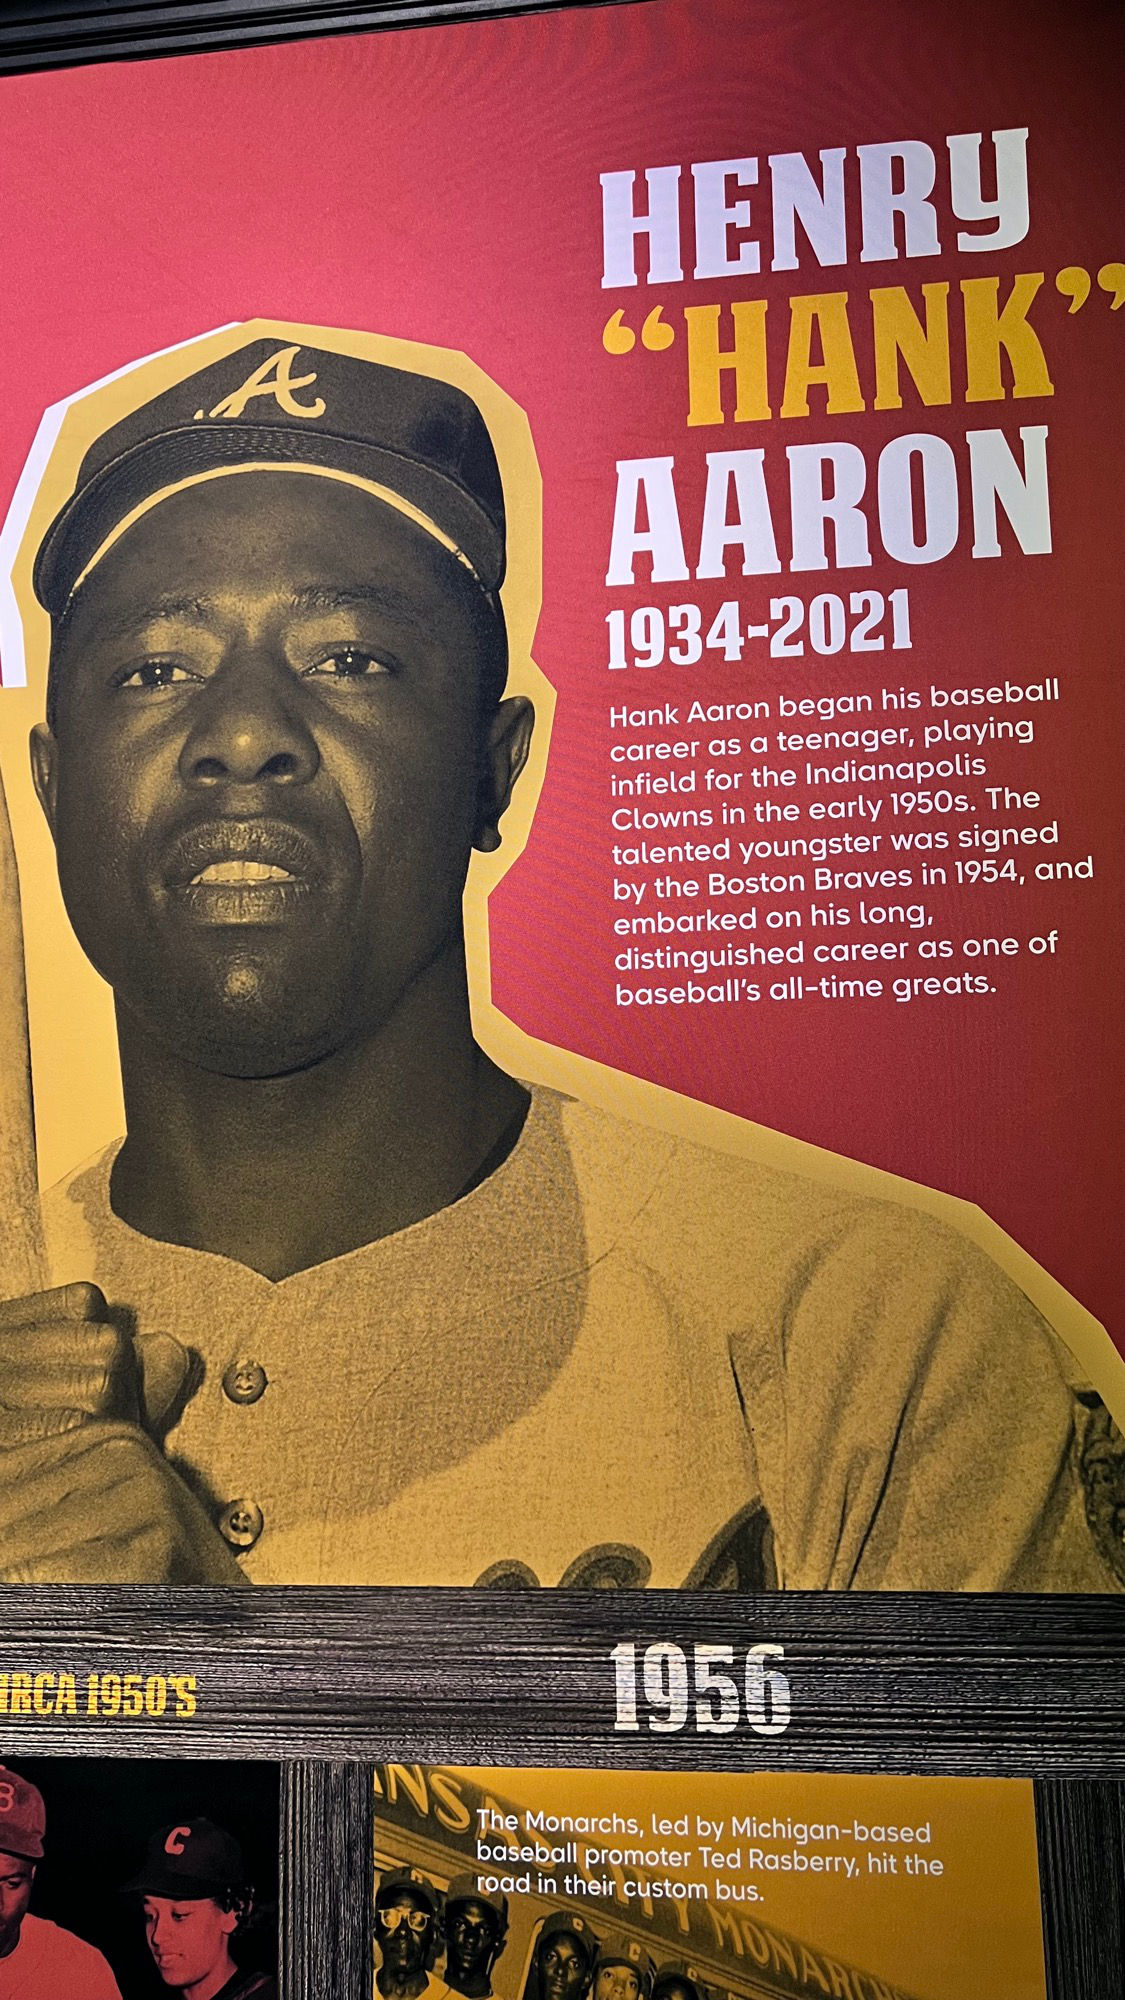 HENRY
“HANK”
AARON
1934-2021
Hank Aaron began his baseball
career as a teenager, playing
infield for the Indianapolis
Clowns in the early 1950s. The
talented youngster was signed
by the Boston Braves in 1954, and
embarked on his long,
distinguished career as one of
baseball’s all-time greats.
A
IRCA 1950'S
1956
C
The Monarchs, led by Michigan-based
baseball promoter Ted Rasberry, hit the
road in their custom bus.